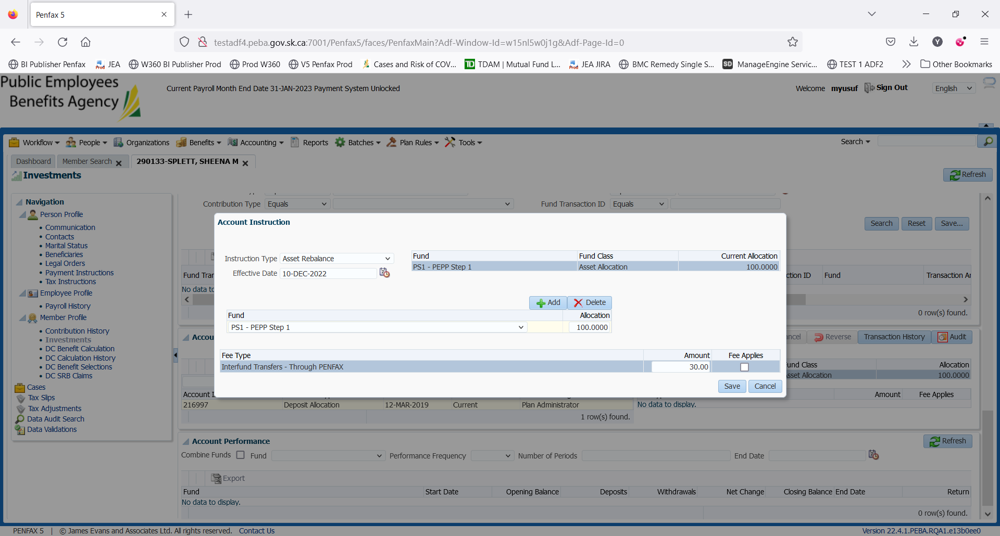 Penfax 5
testadf4.peba.gov.sk.ca:7001/Penfax5/faces/PenfaxMain?Adf-Window-Id=w15nl5w0j1g&Adf-Page-Id=0
BI Publisher Penfax JEA W360 BI Publisher Prod Prod W360 V5 Penfax Prod Cases and Risk of COV... TDAM | Mutual Fund L... JEA JIRA BMC Remedy Single S... ManageEngine Servic... TEST 1 ADF2 Other Bookmarks
Public Employees
Benefits Agency
Current Payroll Month End Date 31-JAN-2023 Payment System Unlocked
Welcome myusuf Sign Out English
Workflow People Organizations Benefits Accounting Reports Batches Plan Rules Tools Search
Dashboard Member Search 290133-SPLETT, SHEENA M
Investments Refresh
Navigation
Person Profile
Communication
Contacts
Marital Status
Beneficiaries
Legal Orders
Payment Instructions
Tax Instructions
Employee Profile
Payroll History
Member Profile
Contribution History
Investments
DC Benefit Calculation
DC Calculation History
DC Benefit Selections
DC SRB Claims
Cases
Tax Slips
Tax Adjustments
Data Audit Search
Data Validations
Contribution Type Equals Fund Transaction ID Equals
Search Reset Save...
Account Instruction
Instruction Type Asset Rebalance
Effective Date 10-DEC-2022
Fund Fund Class Current Allocation
PS1 - PEPP Step 1 Asset Allocation 100.0000
Add Delete
Fund Allocation
PS1 - PEPP Step 1 100.0000
Fee Type Amount Fee Applies
Interfund Transfers - Through PENFAX 30.00
Save Cancel
Fund Tran ction ID Fund Transaction Ar
No data to
0 row(s) found.
Accou ncel Reverse Transaction History Audit
und Class Allocation
Asset Allocation 100.0000
Account I Amount Fee Applies
216997 Deposit Allocation 12-MAR-2019 Current Plan Administrator No data to display.
1 row(s) found.
Account Performance Refresh
Combine Funds Fund Performance Frequency Number of Periods End Date
Export
Fund Start Date Opening Balance Deposits Withdrawals Net Change Closing Balance End Date Return
No data to display.
0 row(s) found.
PENFAX 5 | © James Evans and Associates Ltd. All rights reserved. Contact Us Version 22.4.1.PEBA.RQA1.e13b0ee0